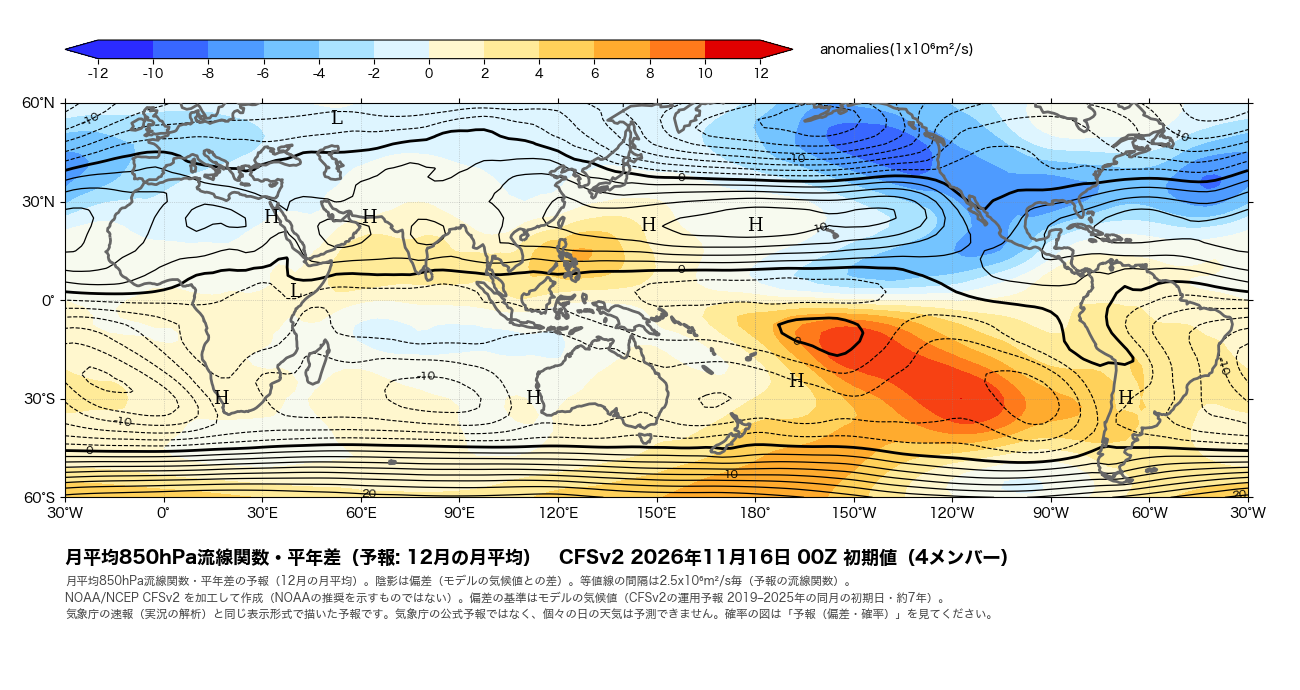 anomalies(1x10⁶m²/s)
-12 -10 -8 -6 -4 -2 0 2 4 6 8 10 12
60°N
30°N
0°
30°S
60°S
L
H H H H
L
H H H H
-10 -10 -10 0 10 0 0 -10 -10 -10 0 -10 20 20
30°W 0° 30°E 60°E 90°E 120°E 150°E 180° 150°W 120°W 90°W 60°W 30°W
月平均850hPa流線関数・平年差（予報: 12月の月平均）　CFSv2 2026年11月16日 00Z 初期値（4メンバー）
月平均850hPa流線関数・平年差の予報（12月の月平均）。陰影は偏差（モデルの気候値との差）。等値線の間隔は2.5x10⁶m²/s毎（予報の流線関数）。
NOAA/NCEP CFSv2 を加工して作成（NOAAの推奨を示すものではない）。偏差の基準はモデルの気候値（CFSv2の運用予報 2019–2025年の同月の初期日・約7年）。
気象庁の速報（実況の解析）と同じ表示形式で描いた予報です。気象庁の公式予報ではなく、個々の日の天気は予測できません。確率の図は「予報（偏差・確率）」を見てください。